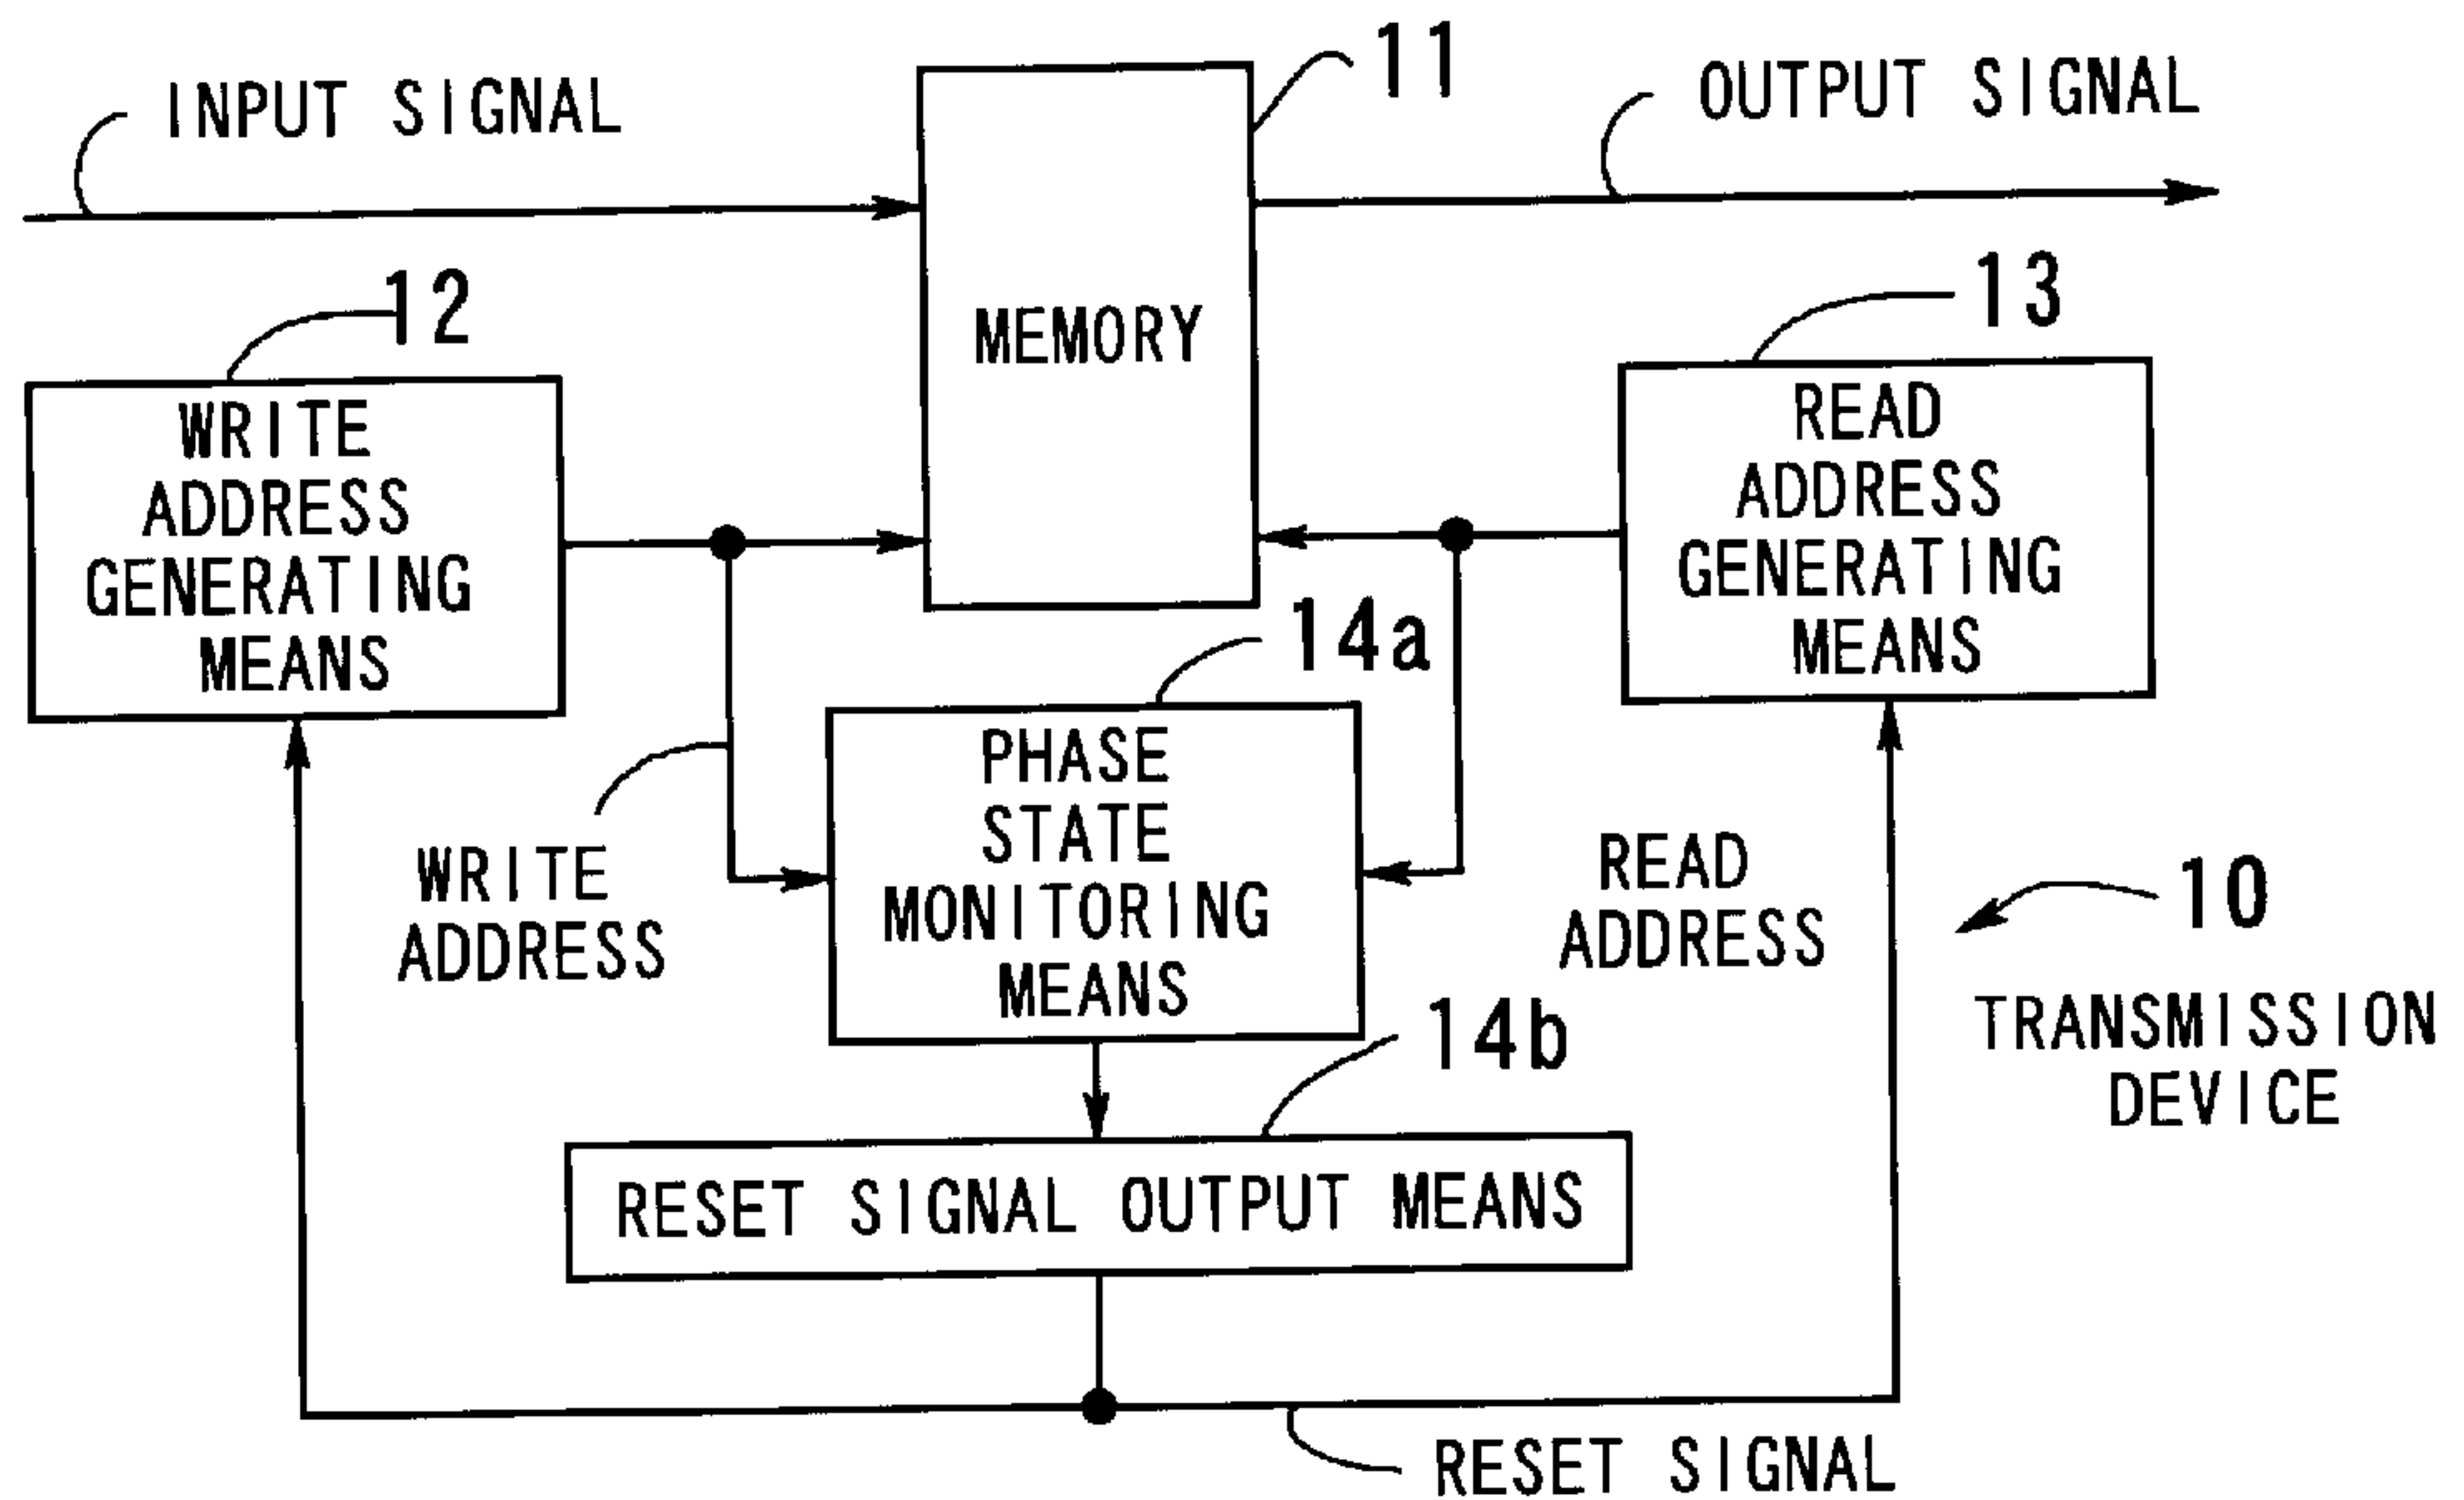 INPUT SIGNAL
11
OUTPUT SIGNAL
12
MEMORY
13
WRITE
ADDRESS
GENERATING
MEANS
READ
ADDRESS
GENERATING
MEANS
14a
PHASE
STATE
MONITORING
MEANS
WRITE
ADDRESS
READ
ADDRESS
10
TRANSMISSION
DEVICE
14b
RESET SIGNAL OUTPUT MEANS
RESET SIGNAL